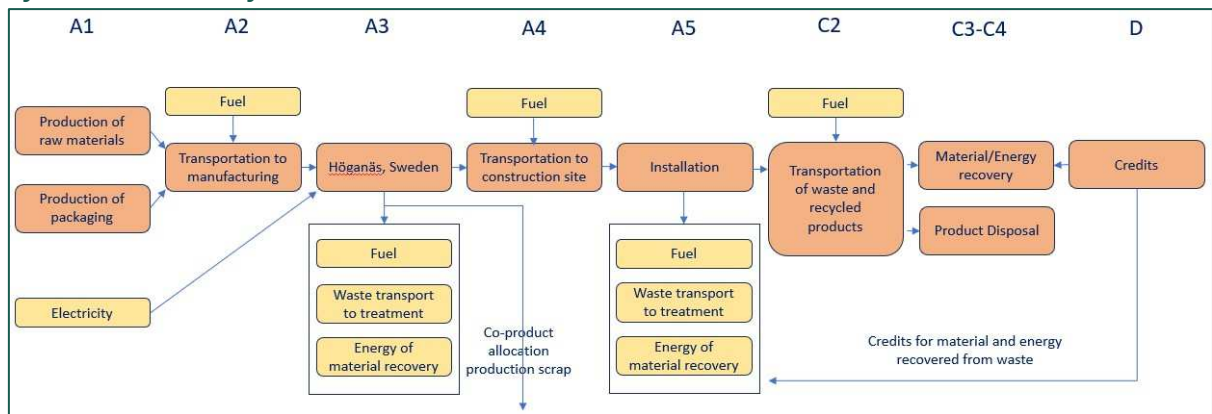 A1
A2
A3
A4
A5
C2
C3-C4
D
Fuel
Fuel
Fuel
Production of
raw materials
Transportation to
manufacturing
Höganäs, Sweden
Transportation to
construction site
Installation
Transportation
of waste and
recycled
products
Material/Energy
recovery
Credits
Production of
packaging
Product Disposal
Electricity
Fuel
Waste transport
to treatment
Energy of
material recovery
Co-product
allocation
production scrap
Fuel
Waste transport
to treatment
Energy of
material recovery
Credits for material and energy
recovered from waste